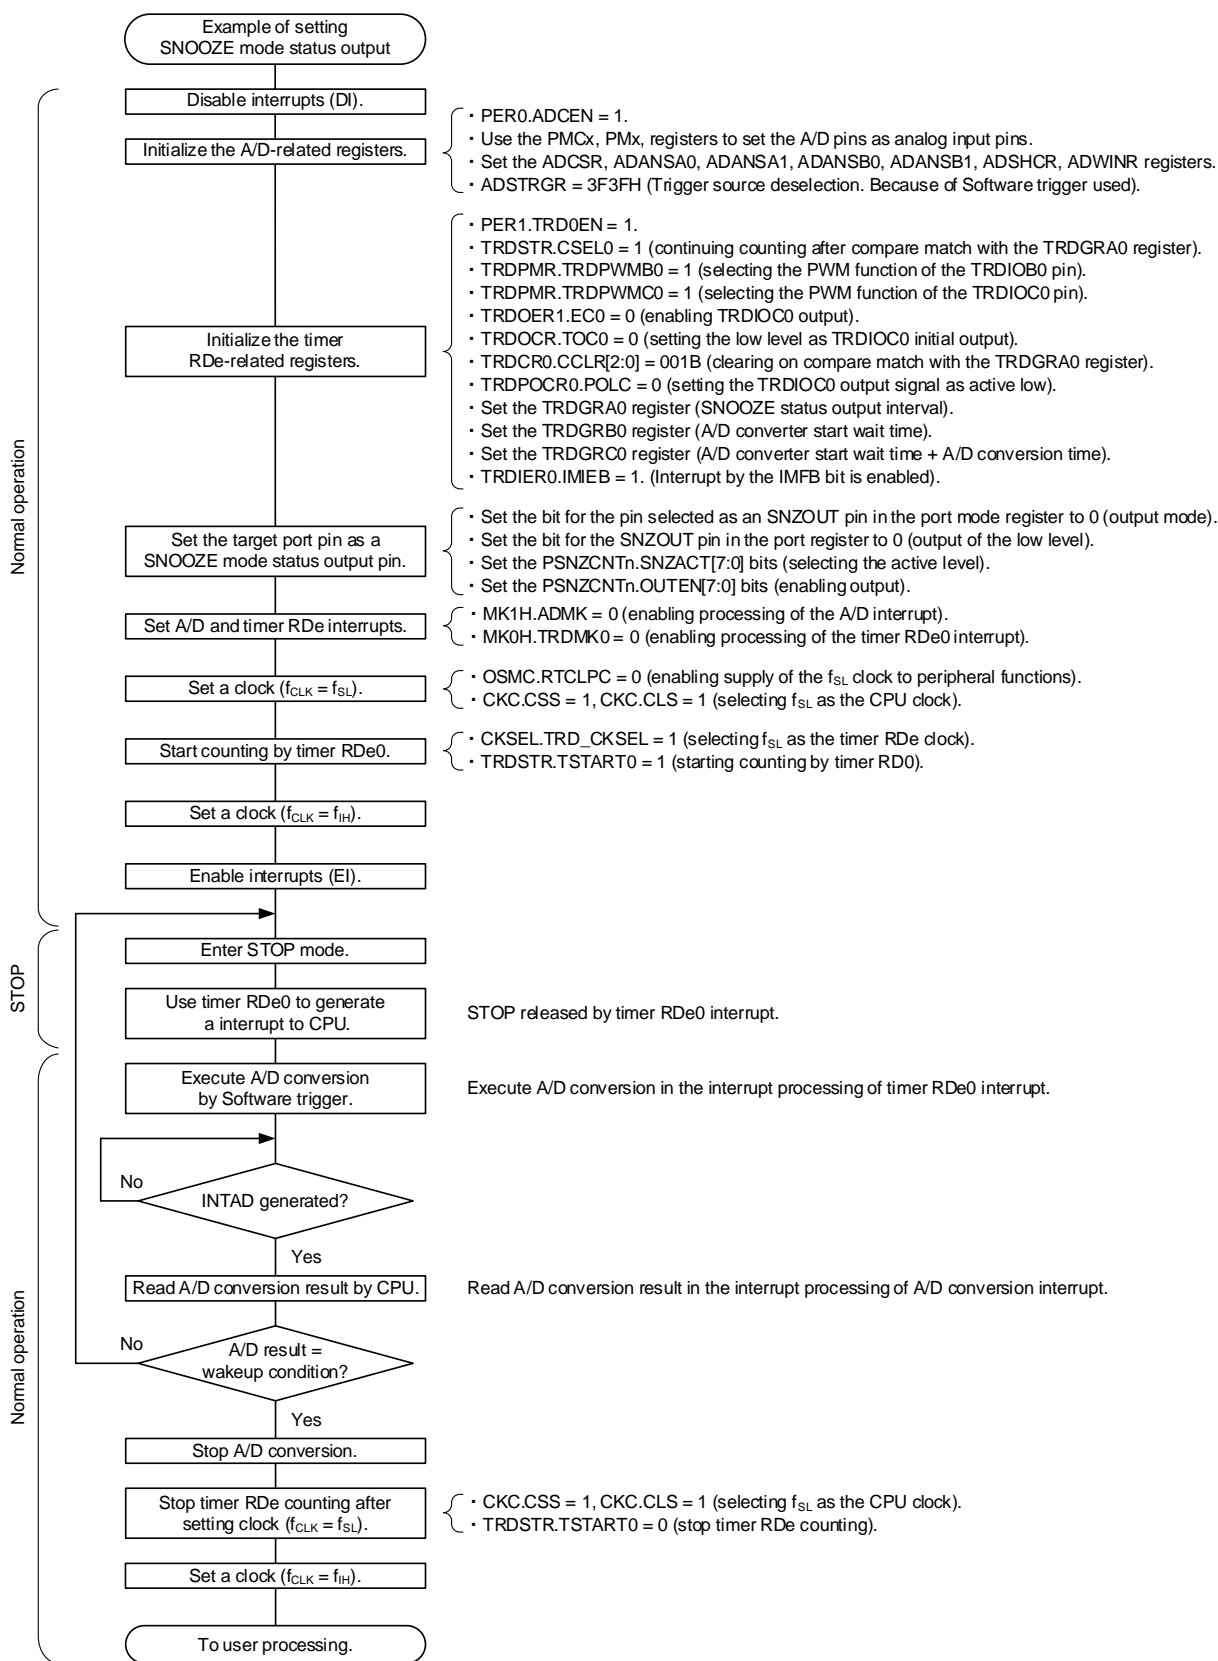 Example of setting
SNOOZE mode status output
Normal operation
Disable interrupts (DI).
Initialize the A/D-related registers.
・PER0.ADCEN = 1.
・Use the PMCx, PMx, registers to set the A/D pins as analog input pins.
・Set the ADCSR, ADANSA0, ADANSA1, ADANSB0, ADANSB1, ADSHCR, ADWINR registers.
・ADSTRGR = 3F3FH (Trigger source deselection. Because of Software trigger used).
Initialize the timer
RDe-related registers.
・PER1.TRD0EN = 1.
・TRDSTR.CSEL0 = 1 (continuing counting after compare match with the TRDGRA0 register).
・TRDPMR.TRDPWMB0 = 1 (selecting the PWM function of the TRDIOB0 pin).
・TRDPMR.TRDPWMC0 = 1 (selecting the PWM function of the TRDIOC0 pin).
・TRDOER1.EC0 = 0 (enabling TRDIOC0 output).
・TRDOCR.TOC0 = 0 (setting the low level as TRDIOC0 initial output).
・TRDCR0.CCLR[2:0] = 001B (clearing on compare match with the TRDGRA0 register).
・TRDPOCR0.POLC = 0 (setting the TRDIOC0 output signal as active low).
・Set the TRDGRA0 register (SNOOZE status output interval).
・Set the TRDGRB0 register (A/D converter start wait time).
・Set the TRDGRC0 register (A/D converter start wait time + A/D conversion time).
・TRDIER0.IMIEB = 1. (Interrupt by the IMFB bit is enabled).
Set the target port pin as a
SNOOZE mode status output pin.
・Set the bit for the pin selected as an SNZOUT pin in the port mode register to 0 (output mode).
・Set the bit for the SNZOUT pin in the port register to 0 (output of the low level).
・Set the PSNZCNTn.SNZACT[7:0] bits (selecting the active level).
・Set the PSNZCNTn.OUTEN[7:0] bits (enabling output).
Set A/D and timer RDe interrupts.
・MK1H.ADMK = 0 (enabling processing of the A/D interrupt).
・MK0H.TRDMK0 = 0 (enabling processing of the timer RDe0 interrupt).
Set a clock (fCLK = fSL).
・OSMC.RTCLPC = 0 (enabling supply of the fSL clock to peripheral functions).
・CKC.CSS = 1, CKC.CLS = 1 (selecting fSL as the CPU clock).
Start counting by timer RDe0.
・CKSEL.TRD_CKSEL = 1 (selecting fSL as the timer RDe clock).
・TRDSTR.TSTART0 = 1 (starting counting by timer RD0).
Set a clock (fCLK = fIH).
Enable interrupts (EI).
STOP
Enter STOP mode.
Use timer RDe0 to generate
a interrupt to CPU.
STOP released by timer RDe0 interrupt.
Normal operation
Execute A/D conversion
by Software trigger.
Execute A/D conversion in the interrupt processing of timer RDe0 interrupt.
No
INTAD generated?
Yes
Read A/D conversion result by CPU.
Read A/D conversion result in the interrupt processing of A/D conversion interrupt.
No
A/D result =
wakeup condition?
Yes
Stop A/D conversion.
Stop timer RDe counting after
setting clock (fCLK = fSL).
・CKC.CSS = 1, CKC.CLS = 1 (selecting fSL as the CPU clock).
・TRDSTR.TSTART0 = 0 (stop timer RDe counting).
Set a clock (fCLK = fIH).
To user processing.